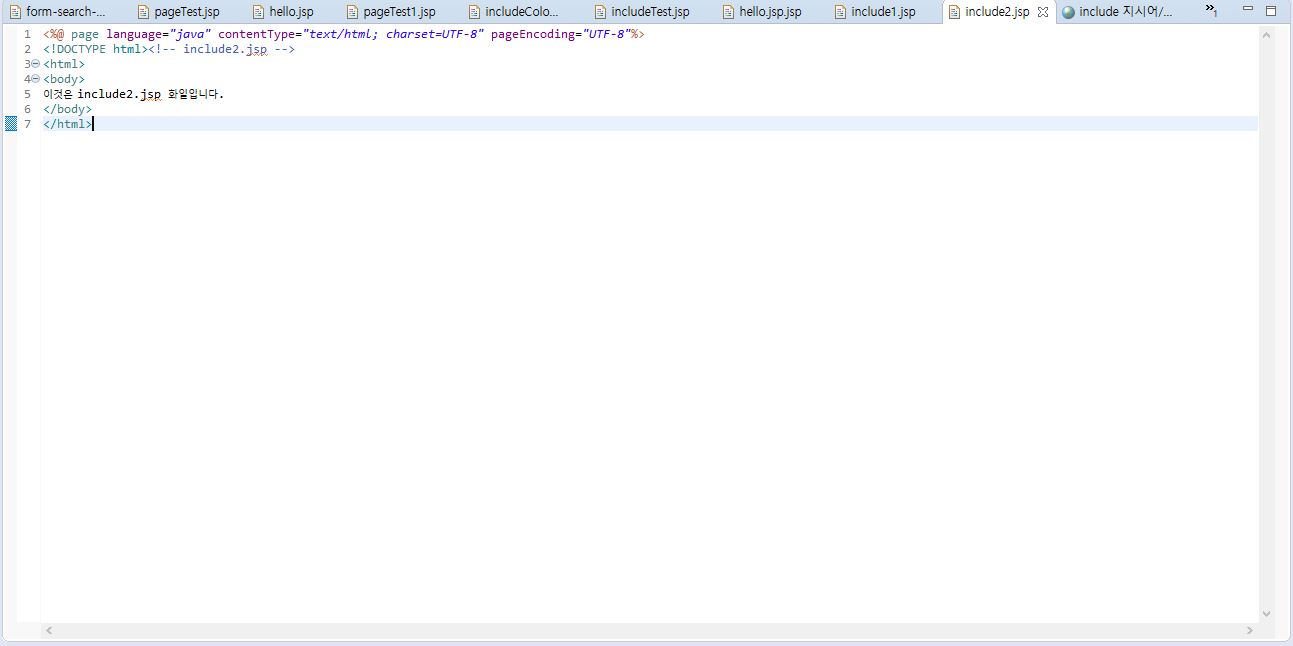 form-search-... pageTest.jsp hello.jsp pageTest1.jsp includeColo... includeTest.jsp hello.jsp.jsp include1.jsp include2.jsp include 지시어/... »1
1 <%@ page language="java" contentType="text/html; charset=UTF-8" pageEncoding="UTF-8"%>
2 <!DOCTYPE html><!-- include2.jsp -->
3 <html>
4 <body>
5 이것은 include2.jsp 화일입니다.
6 </body>
7 </html>